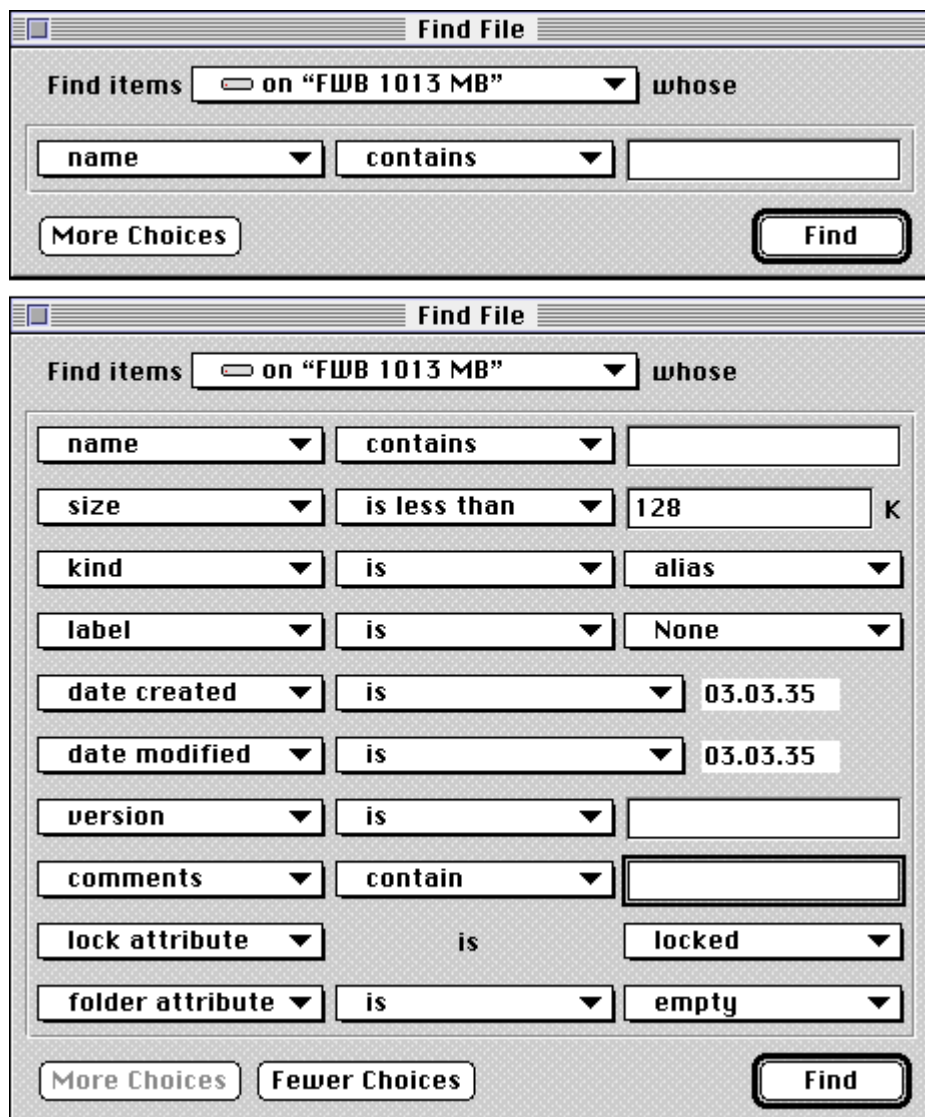 Find File
Find items on “FWB 1013 MB” whose
name contains
More Choices Find
Find File
Find items on “FWB 1013 MB” whose
name contains
size is less than 128 K
kind is alias
label is None
date created is 03.03.35
date modified is 03.03.35
version is
comments contain
lock attribute is locked
folder attribute is empty
More Choices Fewer Choices Find